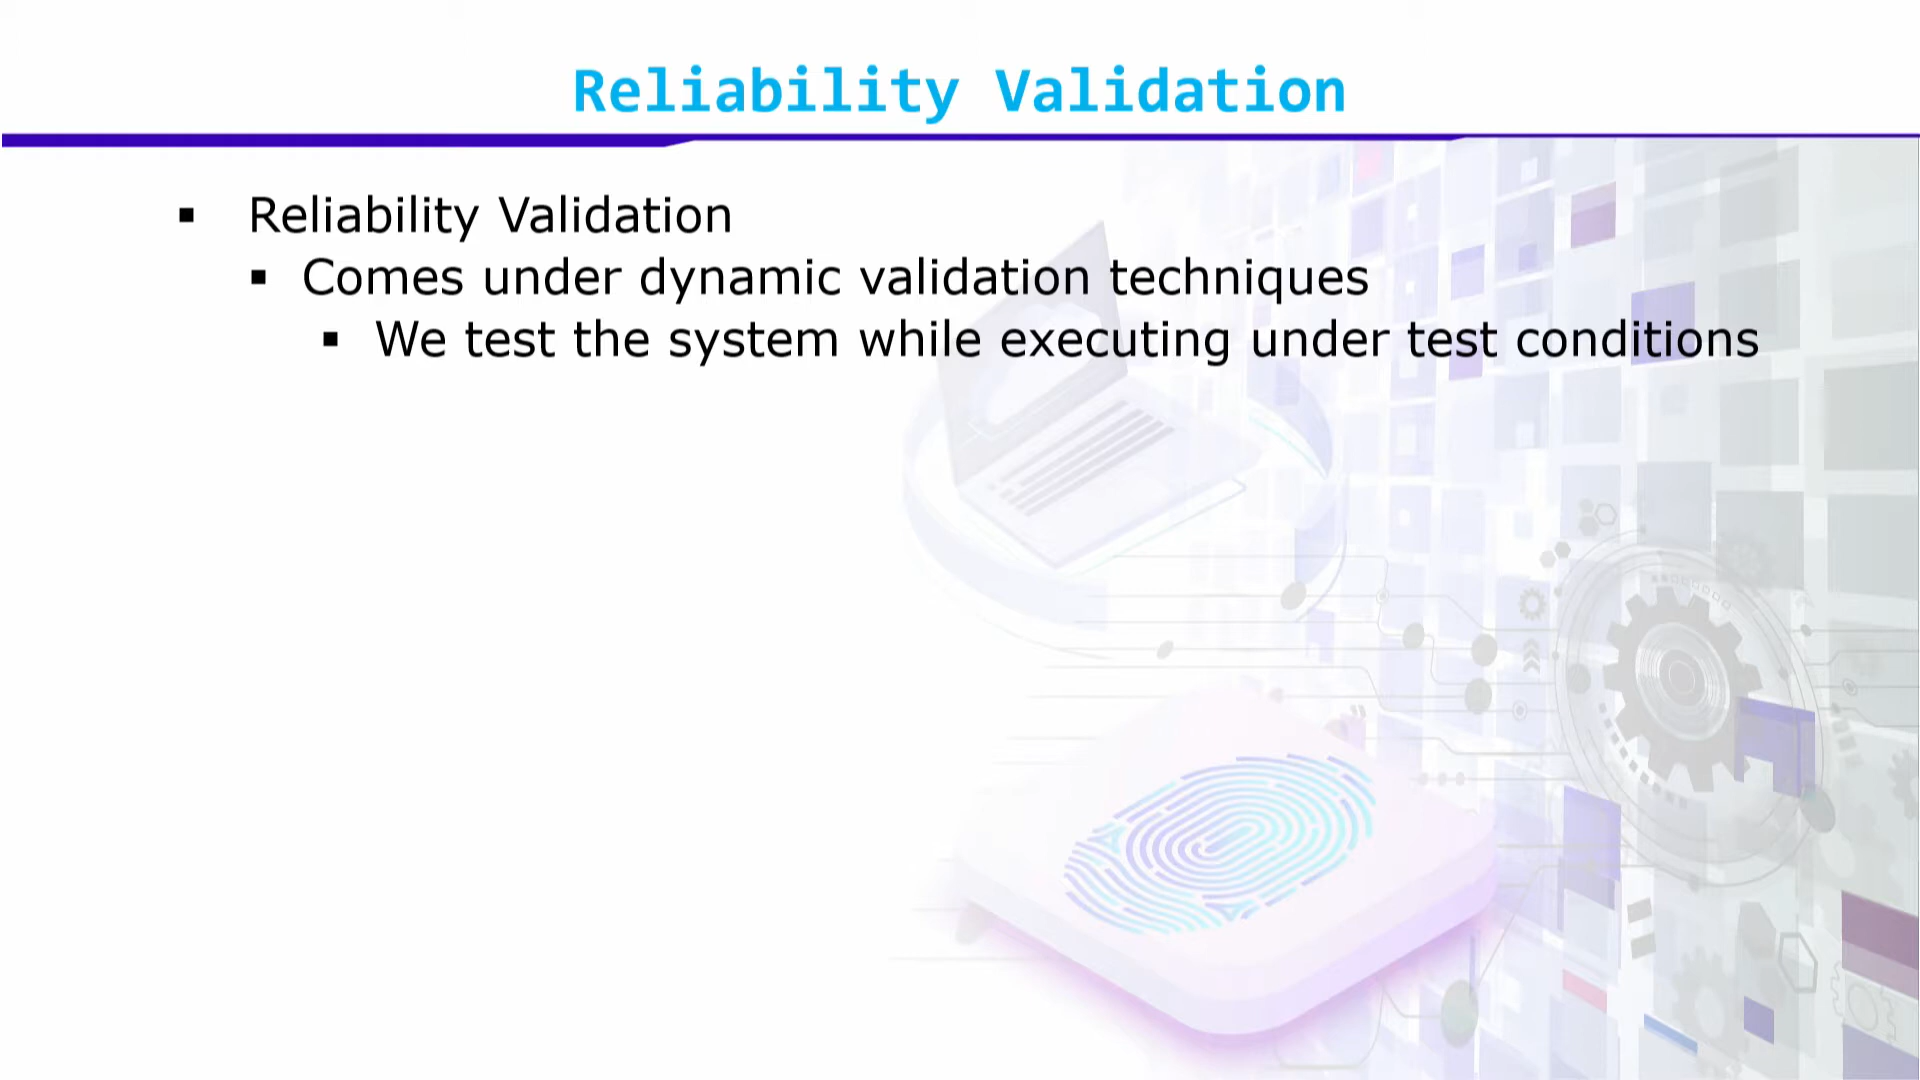 Reliability Validation
▪ Reliability Validation
▪ Comes under dynamic validation techniques
▪ We test the system while executing under test conditions